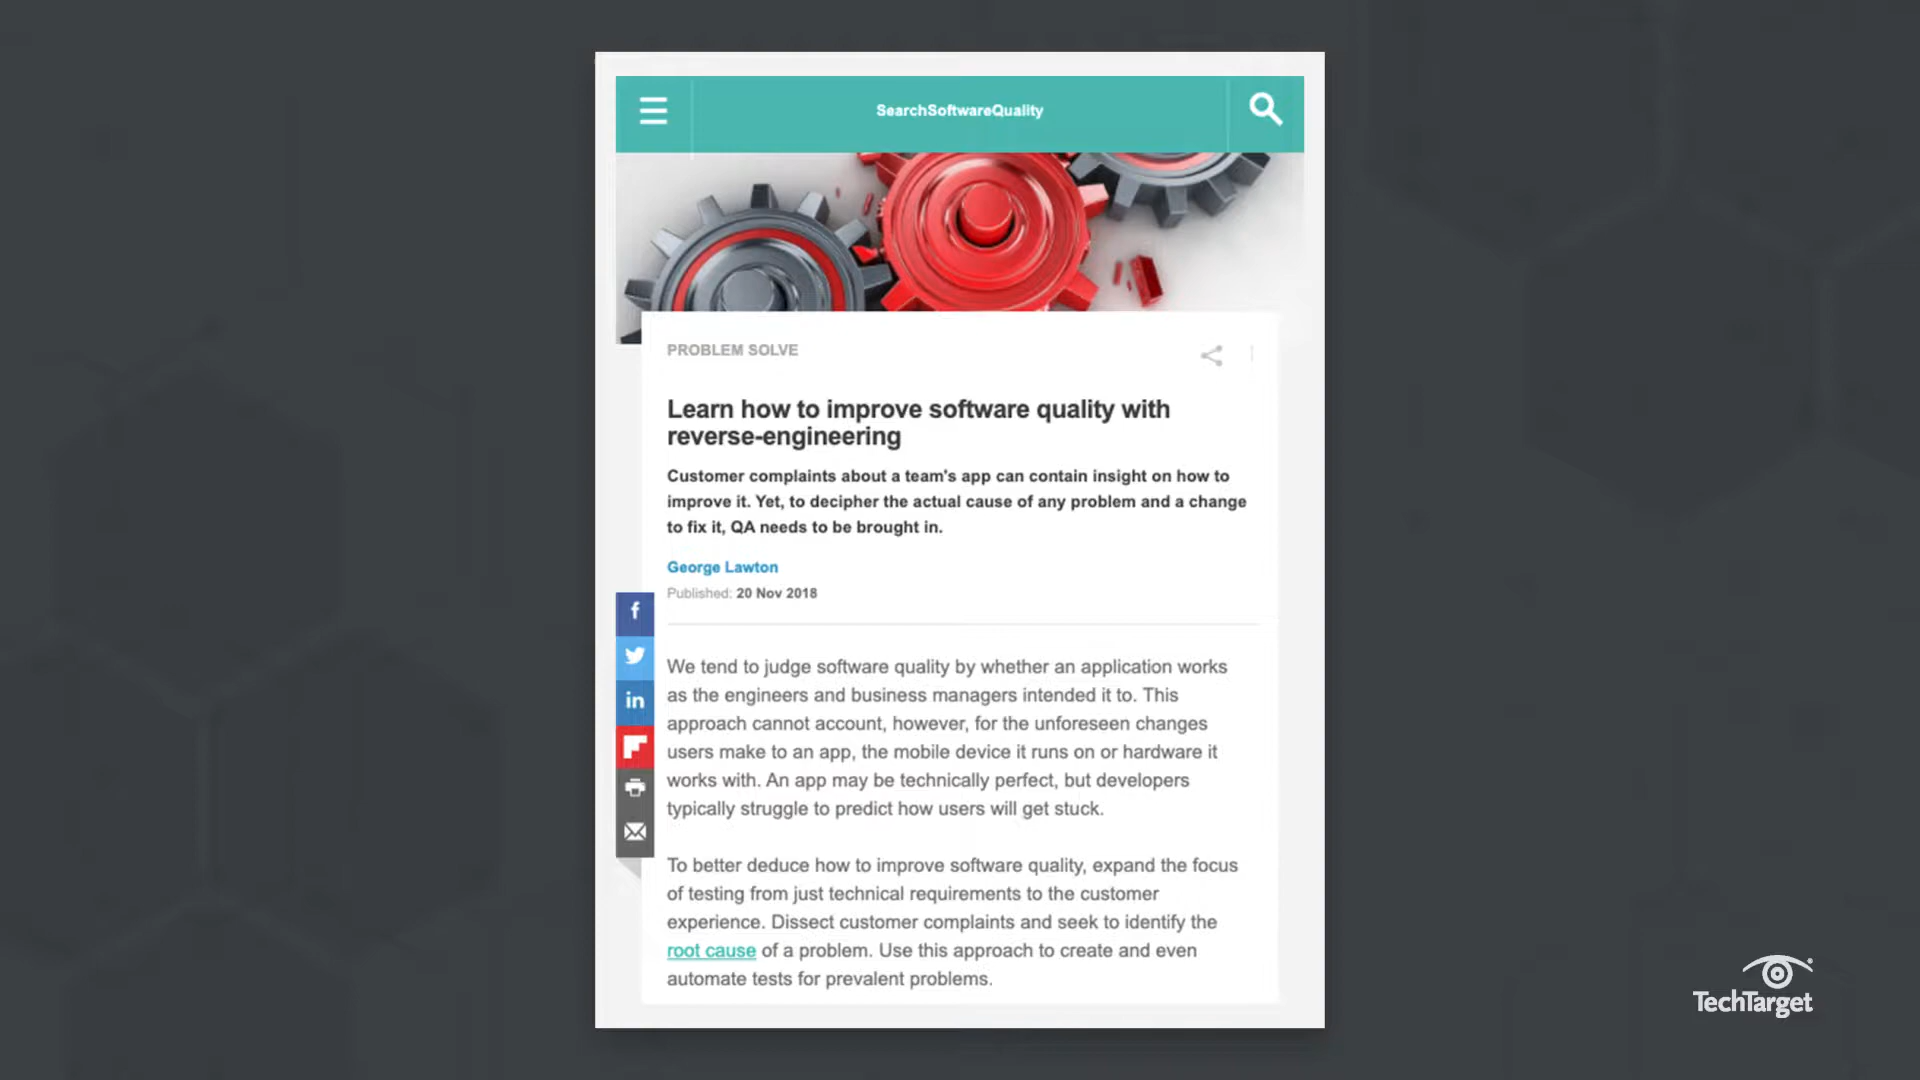 SearchSoftwareQuality
PROBLEM SOLVE
Learn how to improve software quality with
reverse-engineering
Customer complaints about a team's app can contain insight on how to
improve it. Yet, to decipher the actual cause of any problem and a change
to fix it, QA needs to be brought in.
George Lawton
Published: 20 Nov 2018
We tend to judge software quality by whether an application works
as the engineers and business managers intended it to. This
approach cannot account, however, for the unforeseen changes
users make to an app, the mobile device it runs on or hardware it
works with. An app may be technically perfect, but developers
typically struggle to predict how users will get stuck.
To better deduce how to improve software quality, expand the focus
of testing from just technical requirements to the customer
experience. Dissect customer complaints and seek to identify the
root cause of a problem. Use this approach to create and even
automate tests for prevalent problems.
TechTarget